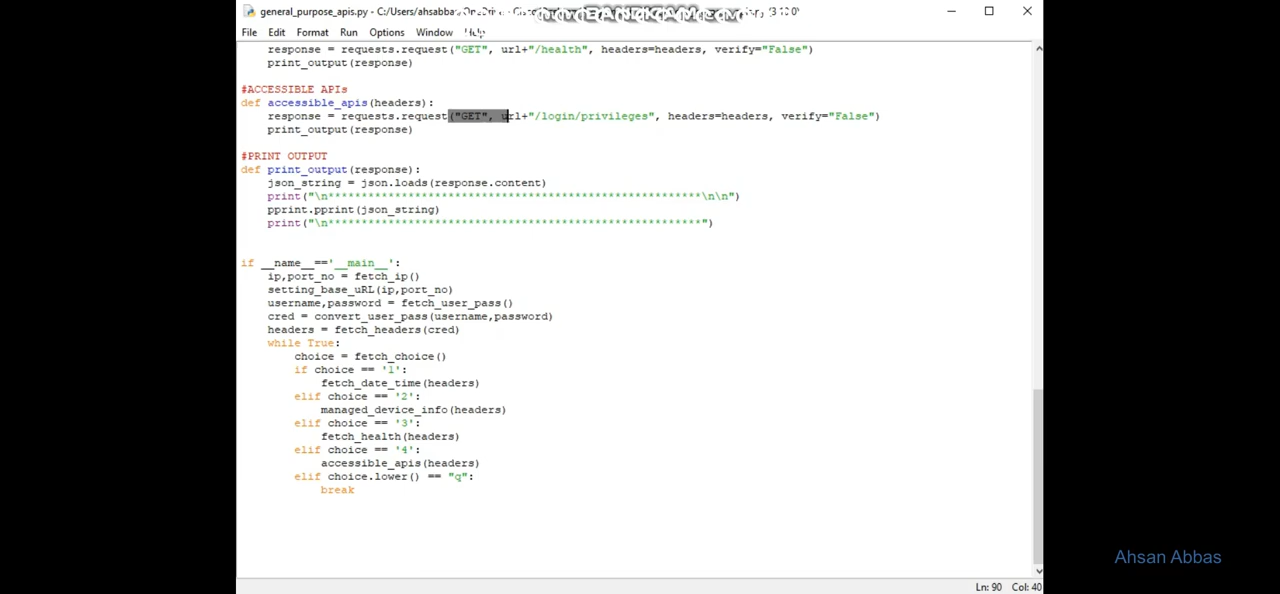 general_purpose_apis.py - C:/Users/ahsabbar/OneDrive - Cisco
File Edit Format Run Options Window Help
response = requests.request("GET", url+"/health", headers=headers, verify="False")
print_output(response)
#ACCESSIBLE APIs
def accessible_apis(headers):
response = requests.request("GET", url+"/login/privileges", headers=headers, verify="False")
print_output(response)
#PRINT OUTPUT
def print_output(response):
json_string = json.loads(response.content)
print("\n********************************************************\n\n")
pprint.pprint(json_string)
print("\n********************************************************")
if __name__=='__main__':
ip,port_no = fetch_ip()
setting_base_uRL(ip,port_no)
username,password = fetch_user_pass()
cred = convert_user_pass(username,password)
headers = fetch_headers(cred)
while True:
choice = fetch_choice()
if choice == '1':
fetch_date_time(headers)
elif choice == '2':
managed_device_info(headers)
elif choice == '3':
fetch_health(headers)
elif choice == '4':
accessible_apis(headers)
elif choice.lower() == "q":
break
Ahsan Abbas
Ln: 90 Col: 40